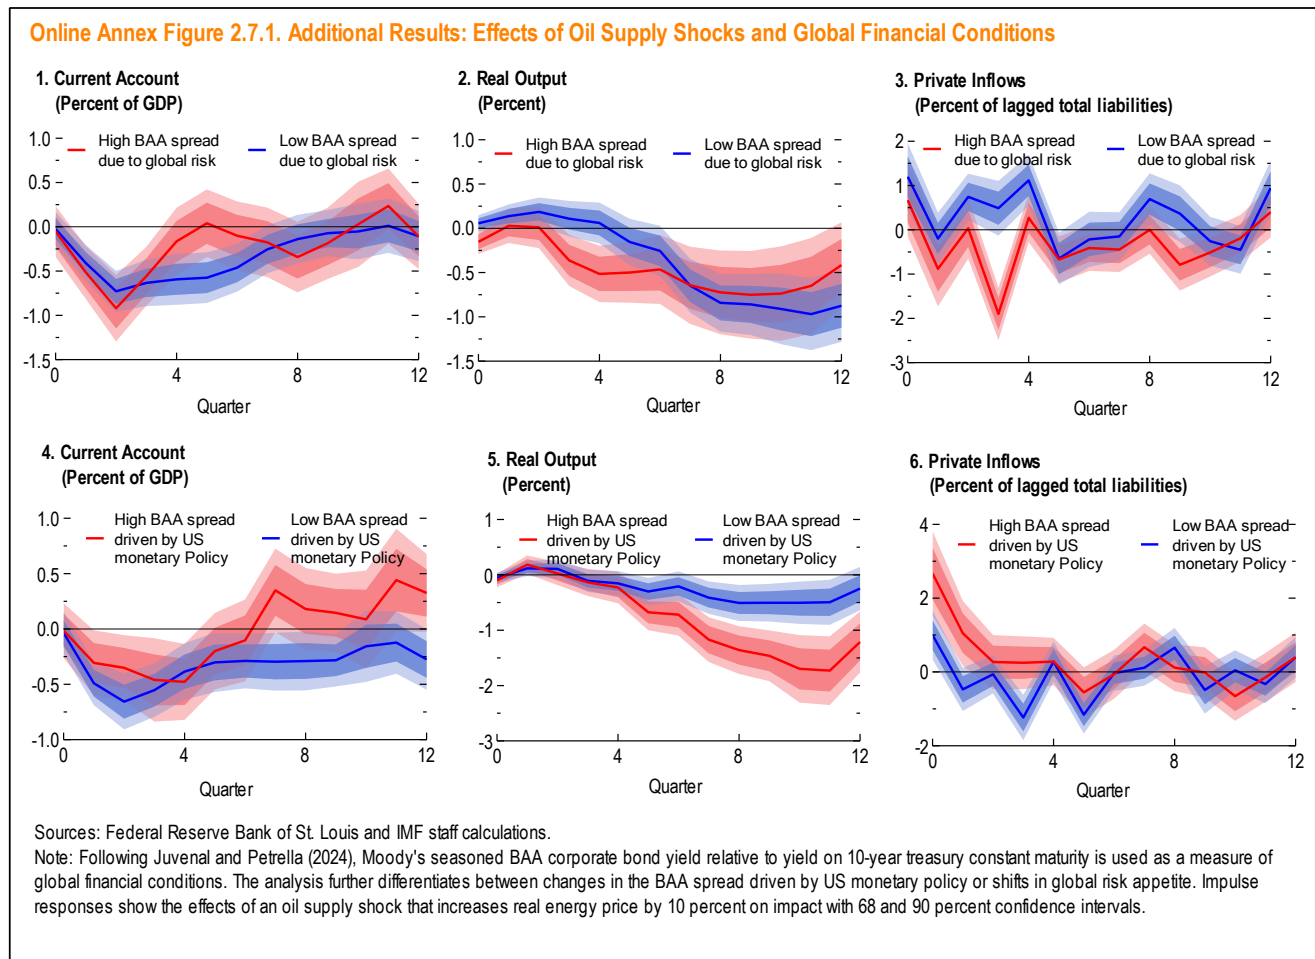 Online Annex Figure 2.7.1. Additional Results: Effects of Oil Supply Shocks and Global Financial Conditions
1. Current Account
(Percent of GDP)
High BAA spread
due to global risk
Low BAA spread
due to global risk
1.0
0.5
0.0
-0.5
-1.0
-1.5
0 4 8 12
Quarter
2. Real Output
(Percent)
High BAA spread
due to global risk
Low BAA spread
due to global risk
1.0
0.5
0.0
-0.5
-1.0
-1.5
0 4 8 12
Quarter
3. Private Inflows
(Percent of lagged total liabilities)
High BAA spread
due to global risk
Low BAA spread
due to global risk
2
1
0
-1
-2
-3
0 4 8 12
Quarter
4. Current Account
(Percent of GDP)
High BAA spread
driven by US
monetary Policy
Low BAA spread
driven by US
monetary Policy
1.0
0.5
0.0
-0.5
-1.0
0 4 8 12
Quarter
5. Real Output
(Percent)
High BAA spread
driven by US
monetary Policy
Low BAA spread
driven by US
monetary Policy
1
0
-1
-2
-3
0 4 8 12
Quarter
6. Private Inflows
(Percent of lagged total liabilities)
High BAA spread
driven by US
monetary Policy
Low BAA spread
driven by US
monetary Policy
4
2
0
-2
0 4 8 12
Quarter
Sources: Federal Reserve Bank of St. Louis and IMF staff calculations.
Note: Following Juvenal and Petrella (2024), Moody's seasoned BAA corporate bond yield relative to yield on 10-year treasury constant maturity is used as a measure of
global financial conditions. The analysis further differentiates between changes in the BAA spread driven by US monetary policy or shifts in global risk appetite. Impulse
responses show the effects of an oil supply shock that increases real energy price by 10 percent on impact with 68 and 90 percent confidence intervals.